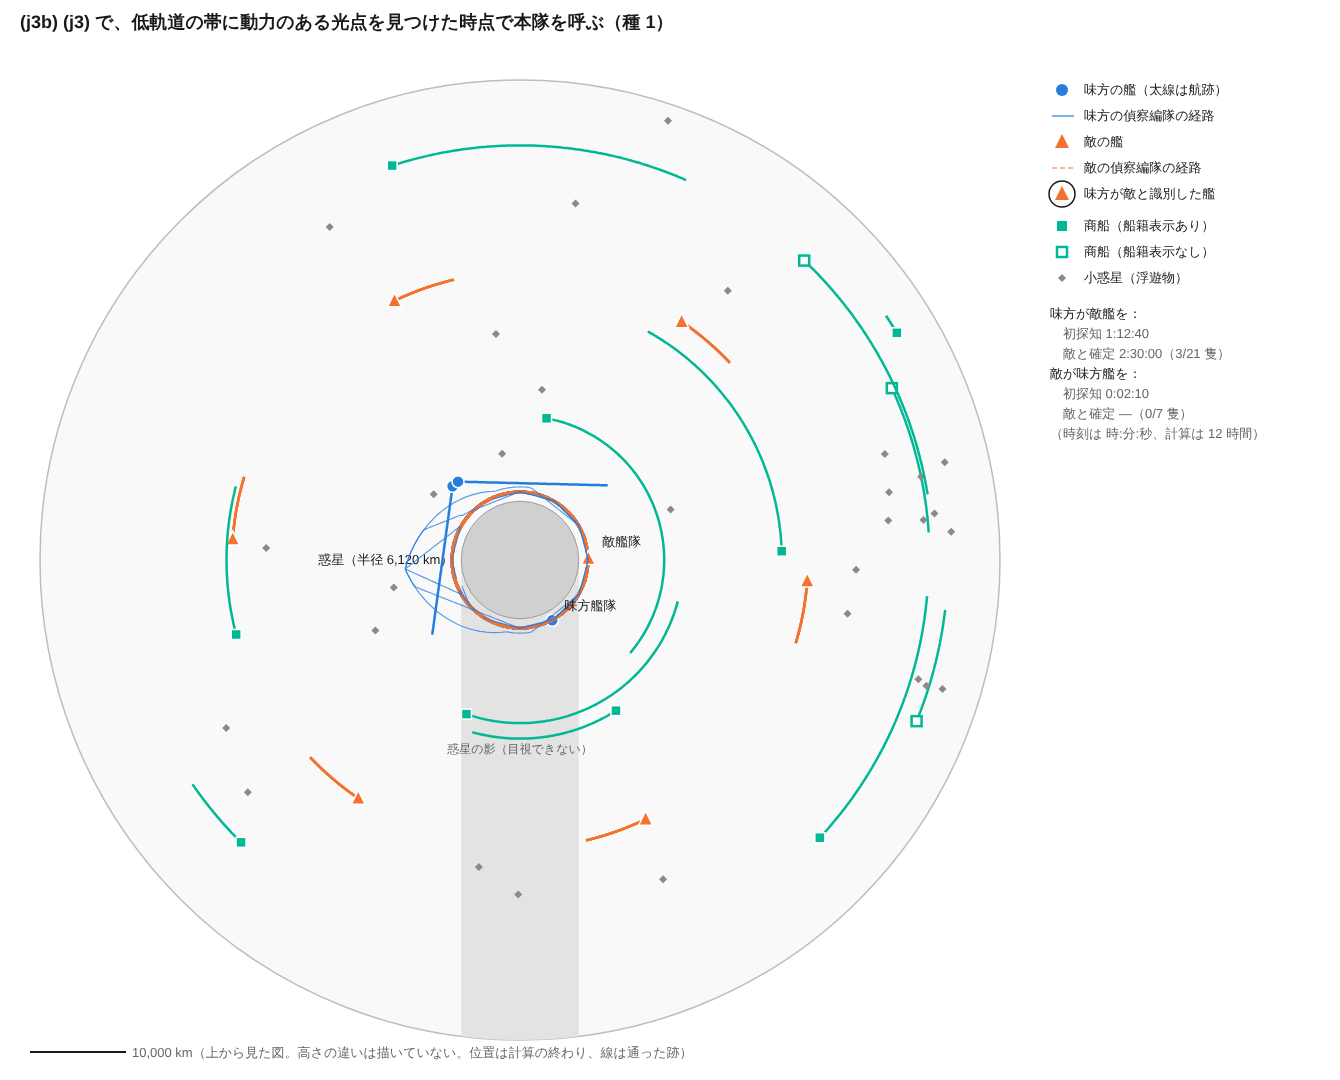 (j3b) (j3) で、低軌道の帯に動力のある光点を見つけた時点で本隊を呼ぶ（種 1）
味方の艦（太線は航跡）
味方の偵察編隊の経路
敵の艦
敵の偵察編隊の経路
味方が敵と識別した艦
商船（船籍表示あり）
商船（船籍表示なし）
小惑星（浮遊物）
味方が敵艦を：
初探知 1:12:40
敵と確定 2:30:00（3/21 隻）
敵が味方艦を：
初探知 0:02:10
敵と確定 —（0/7 隻）
（時刻は 時:分:秒、計算は 12 時間）
敵艦隊
惑星（半径 6,120 km）
味方艦隊
惑星の影（目視できない）
10,000 km（上から見た図。高さの違いは描いていない。位置は計算の終わり、線は通った跡）